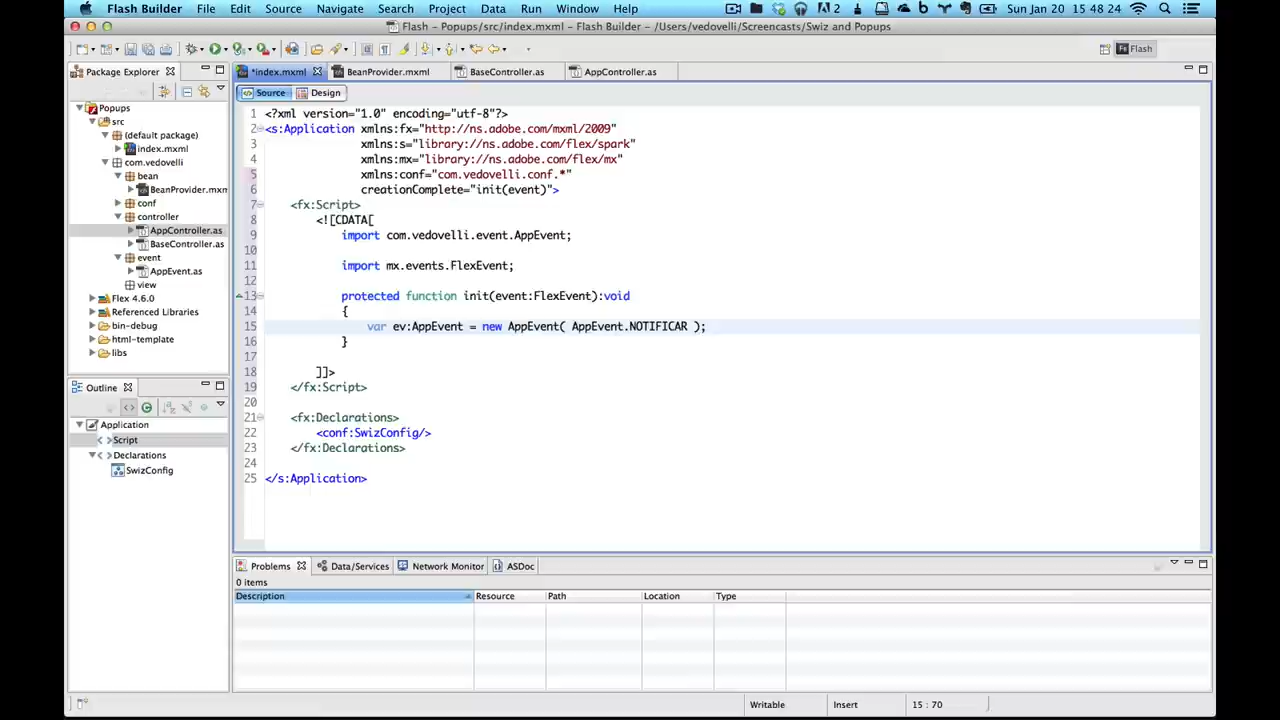 Flash Builder File Edit Source Navigate Search Project Data Run Window Help 2 Sun Jan 20 15 48 24
Flash - Popups/src/index.mxml - Flash Builder - /Users/vedovelli/Screencasts/Swiz and Popups
Flash
Package Explorer
*index.mxml BeanProvider.mxml BaseController.as AppController.as
Source Design
Popups
src
(default package)
index.mxml
com.vedovelli
bean
BeanProvider.mxm
conf
controller
AppController.as
BaseController.as
event
AppEvent.as
view
Flex 4.6.0
Referenced Libraries
bin-debug
html-template
libs
Outline
Application
Script
Declarations
SwizConfig
1 <?xml version="1.0" encoding="utf-8"?>
2 <s:Application xmlns:fx="http://ns.adobe.com/mxml/2009"
3 xmlns:s="library://ns.adobe.com/flex/spark"
4 xmlns:mx="library://ns.adobe.com/flex/mx"
5 xmlns:conf="com.vedovelli.conf.*"
6 creationComplete="init(event)">
7 <fx:Script>
8 <![CDATA[
9 import com.vedovelli.event.AppEvent;
10
11 import mx.events.FlexEvent;
12
13 protected function init(event:FlexEvent):void
14 {
15 var ev:AppEvent = new AppEvent( AppEvent.NOTIFICAR );
16 }
17
18 ]]>
19 </fx:Script>
20
21 <fx:Declarations>
22 <conf:SwizConfig/>
23 </fx:Declarations>
24
25 </s:Application>
Problems Data/Services Network Monitor ASDoc
0 items
Description Resource Path Location Type
Writable Insert 15 : 70